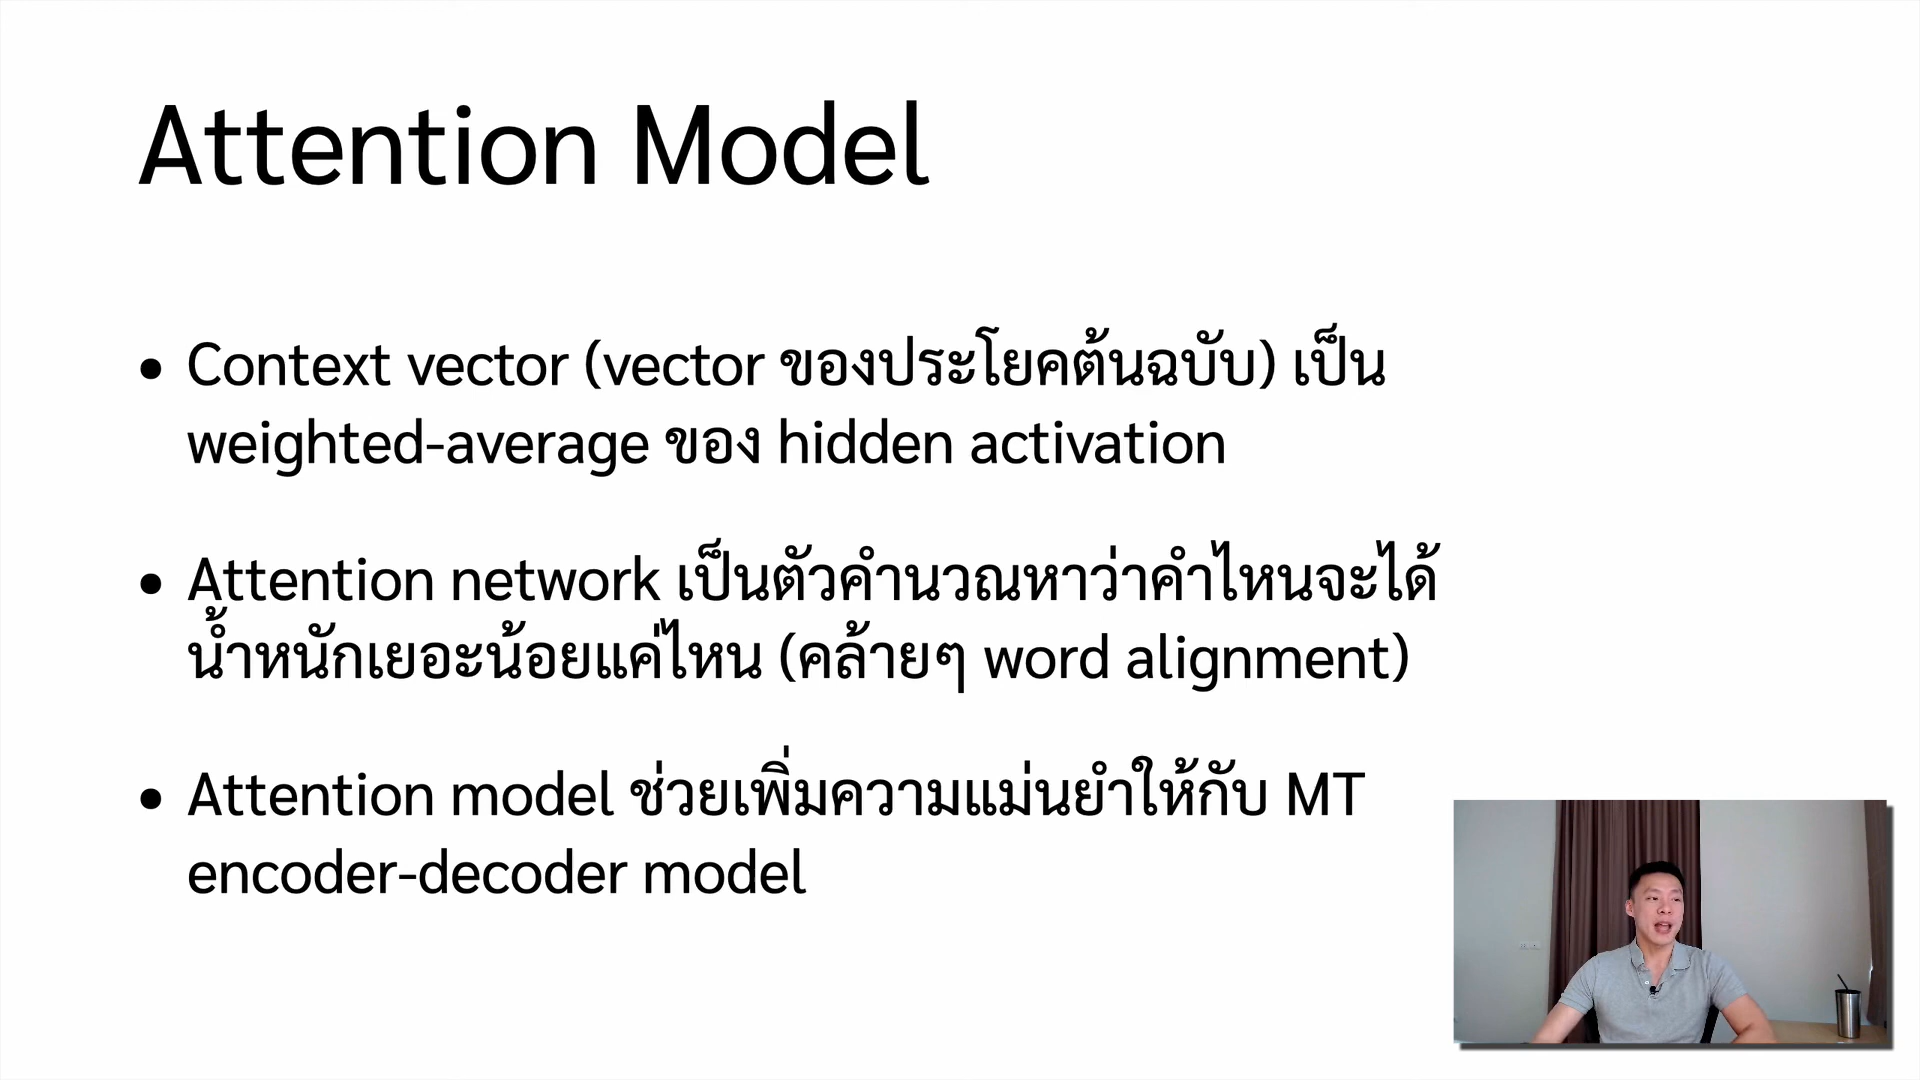 Attention Model
• Context vector (vector ของประโยคต้นฉบับ) เป็น
weighted-average ของ hidden activation
• Attention network เป็นตัวคำนวณหาว่าคำไหนจะได้
น้ำหนักเยอะน้อยแค่ไหน (คล้ายๆ word alignment)
• Attention model ช่วยเพิ่มความแม่นยำให้กับ MT
encoder-decoder model